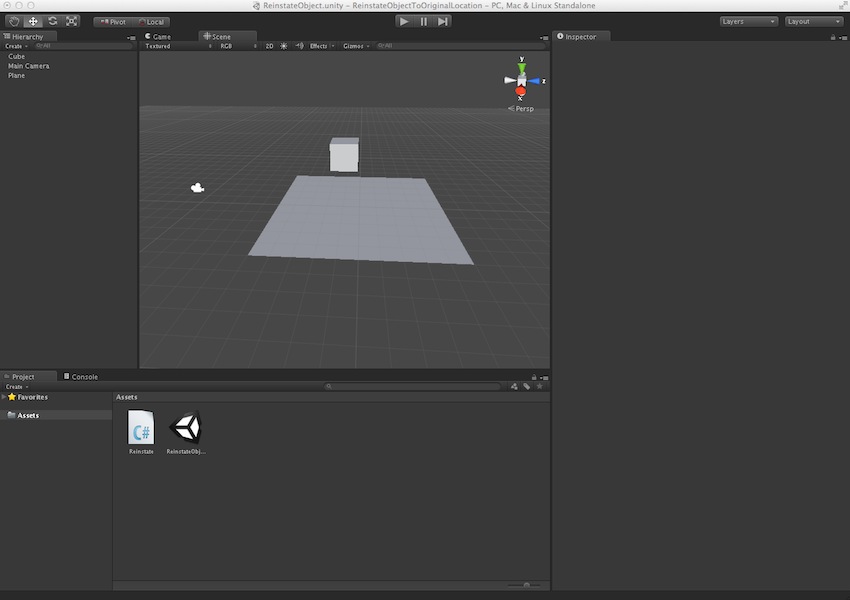 ReinstateObject.unity – ReinstateObjectToOriginalLocation – PC, Mac & Linux Standalone
Pivot Local Layers Layout
Hierarchy Game Scene Inspector
Create All Textured RGB 2D Effects Gizmos All
Cube
Main Camera
Plane
y
z
x
Persp
Project Console
Create
Favorites
Assets
Assets
C#
Reinstate ReinstateObj...